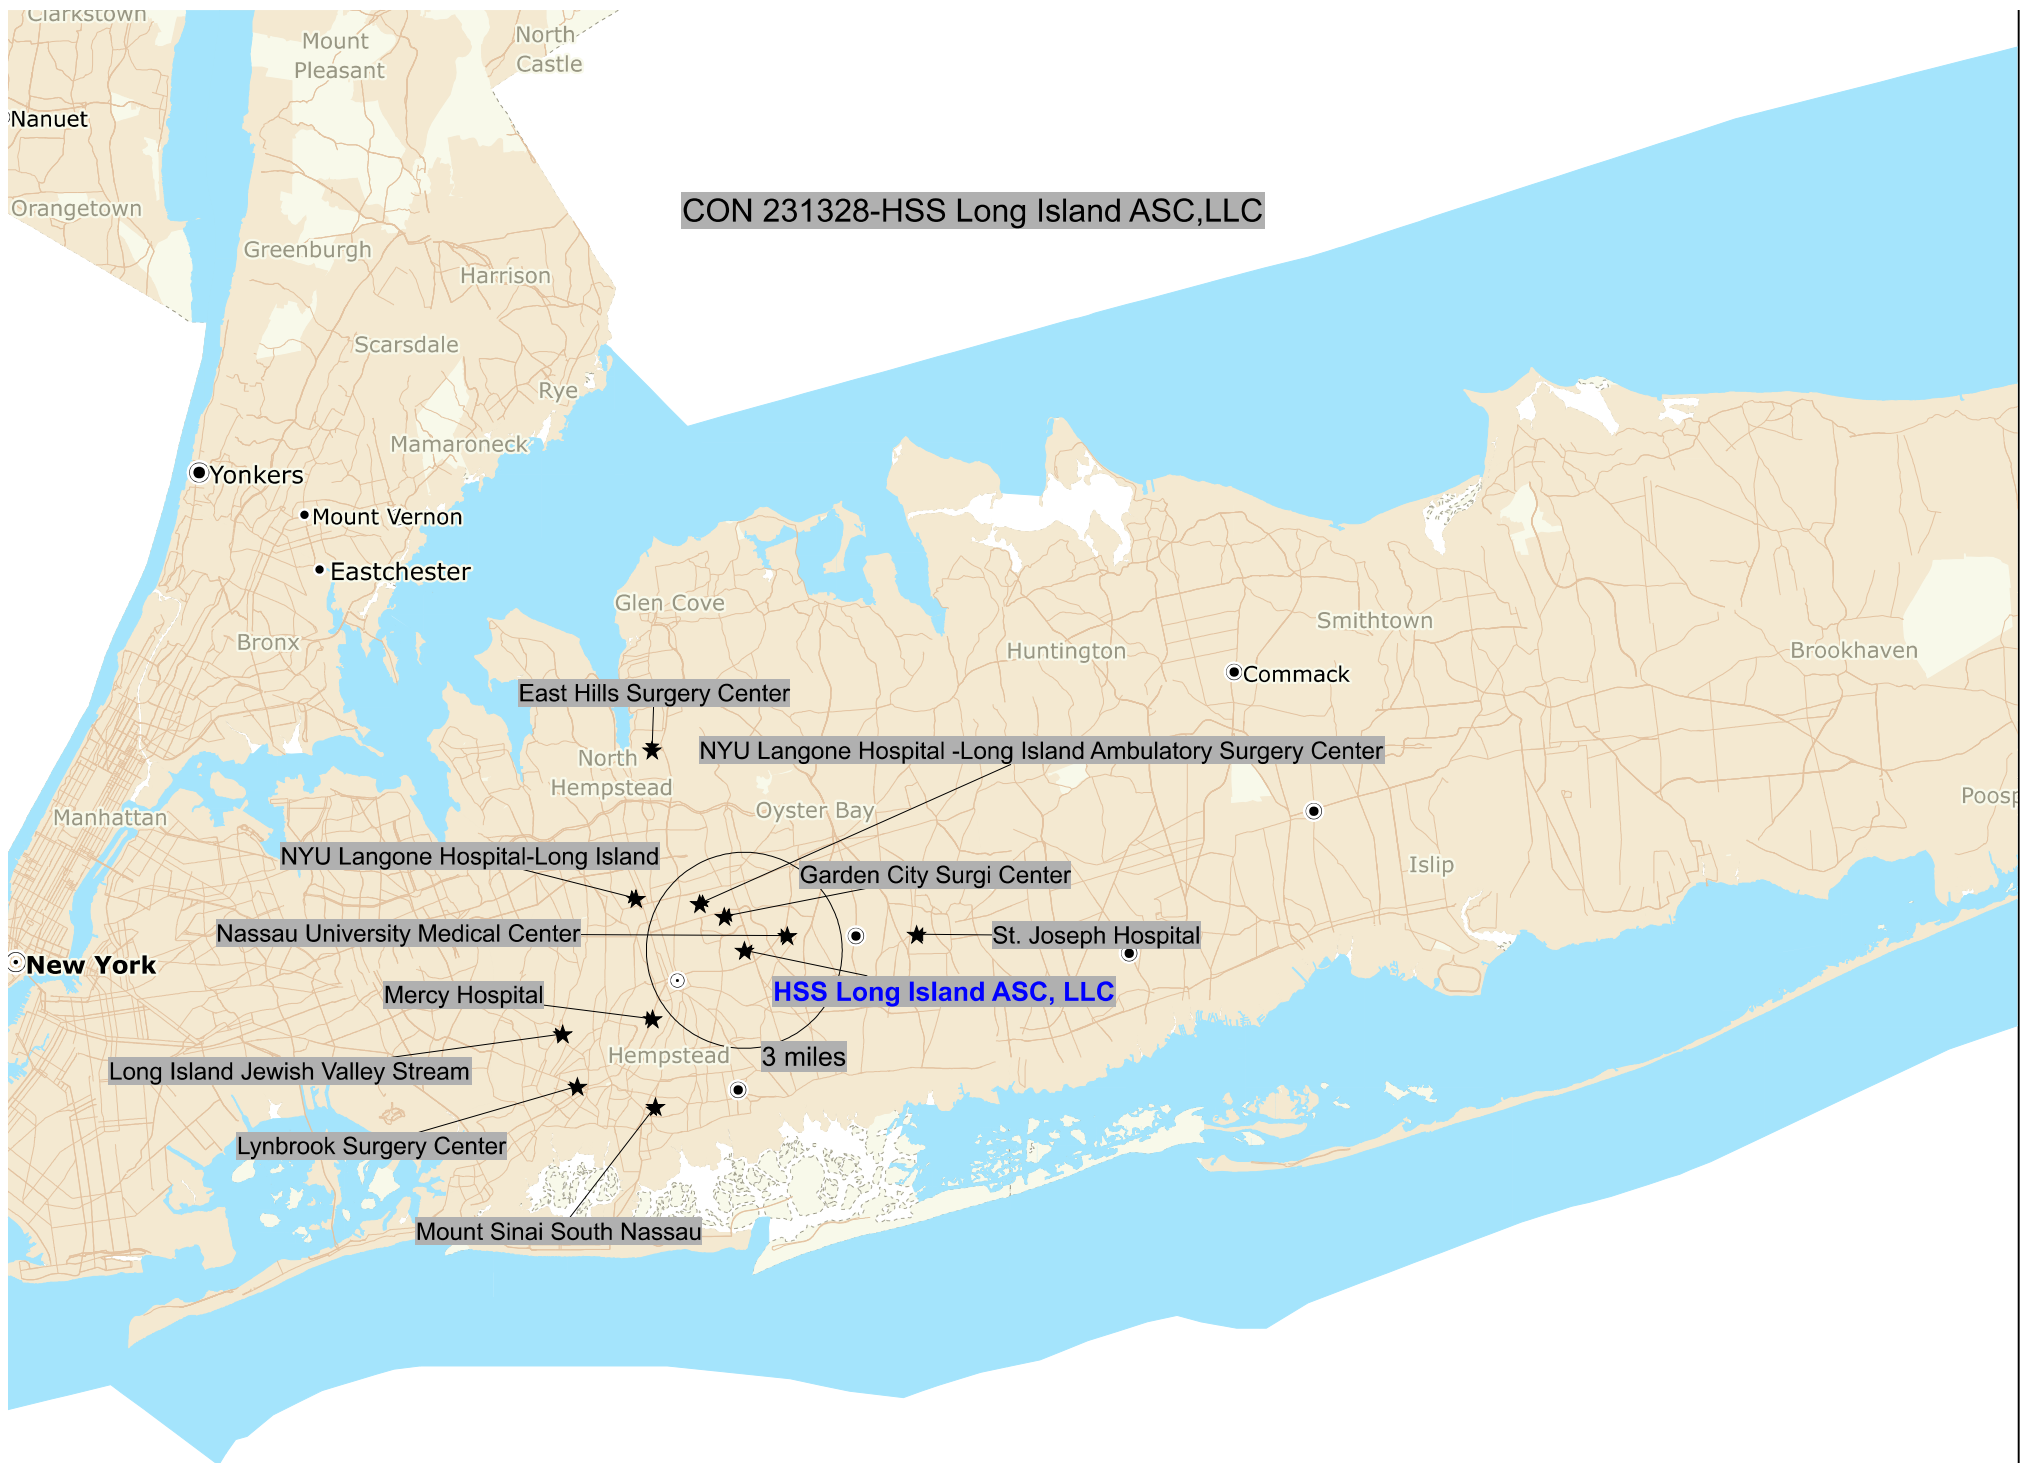 Clarkstown
Mount
Pleasant
North
Castle
Nanuet
Orangetown
CON 231328-HSS Long Island ASC,LLC
Greenburgh
Harrison
Scarsdale
Rye
Mamaroneck
Yonkers
Mount Vernon
Eastchester
Glen Cove
Bronx
Smithtown
Huntington
Brookhaven
Commack
East Hills Surgery Center
NYU Langone Hospital -Long Island Ambulatory Surgery Center
North
Hempstead
Oyster Bay
Manhattan
Poosp
NYU Langone Hospital-Long Island
Garden City Surgi Center
Islip
Nassau University Medical Center
St. Joseph Hospital
New York
HSS Long Island ASC, LLC
Mercy Hospital
Hempstead
3 miles
Long Island Jewish Valley Stream
Lynbrook Surgery Center
Mount Sinai South Nassau